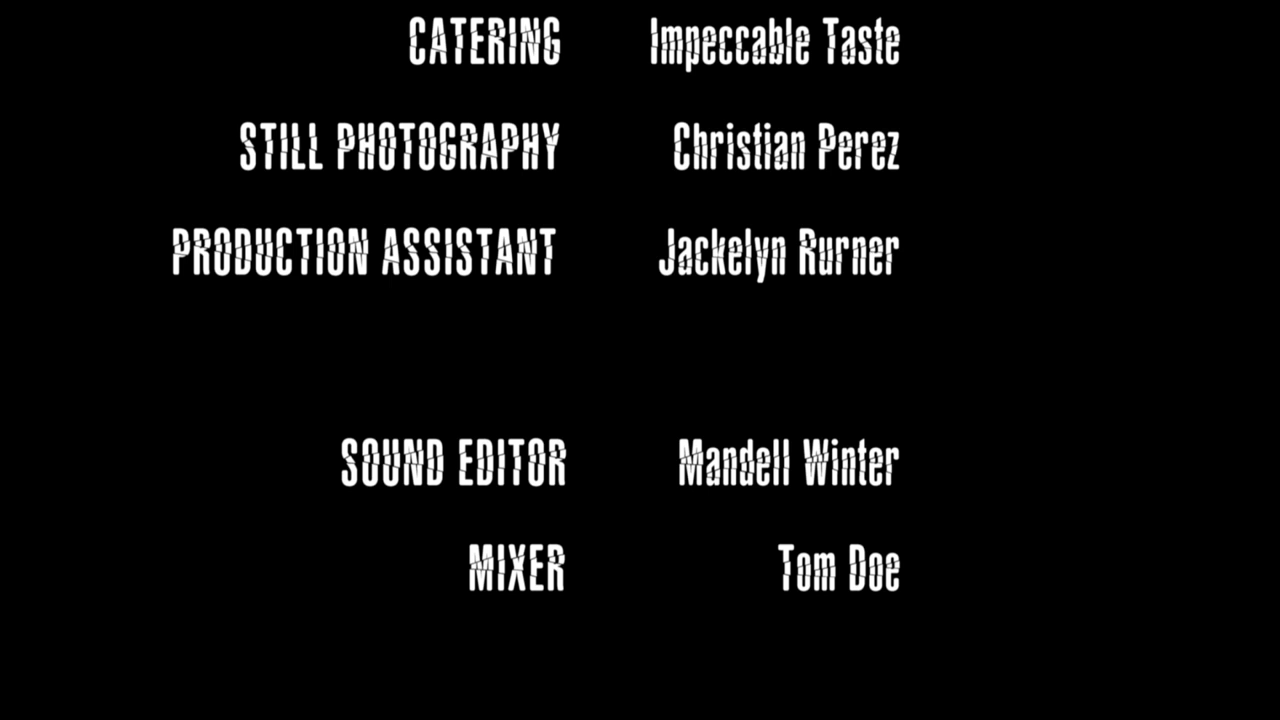 CATERING Impeccable Taste
STILL PHOTOGRAPHY Christian Perez
PRODUCTION ASSISTANT Jackelyn Rurner
SOUND EDITOR Mandell Winter
MIXER Tom Doe